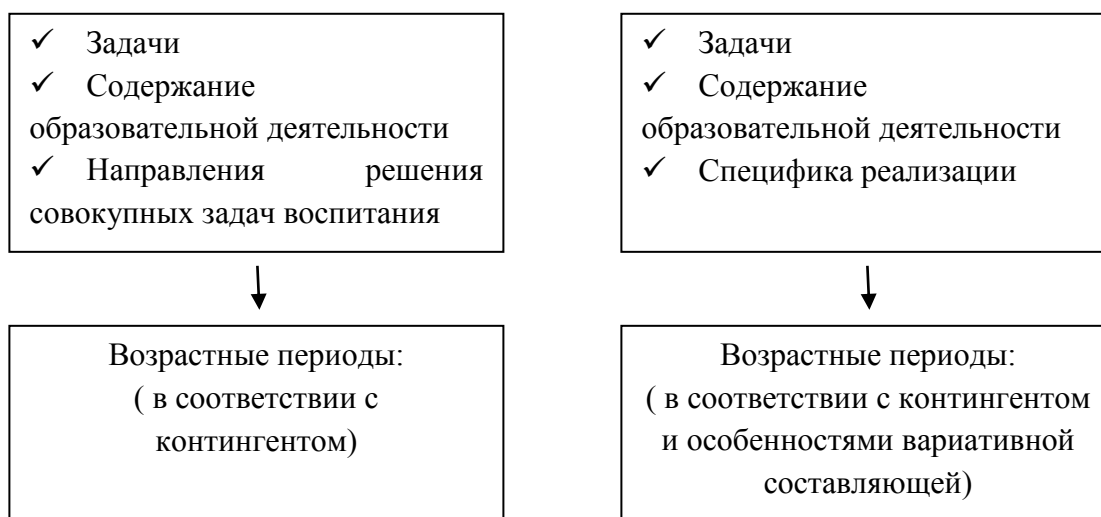 ✓ Задачи
✓ Содержание
образовательной деятельности
✓ Направления решения
совокупных задач воспитания
✓ Задачи
✓ Содержание
образовательной деятельности
✓ Специфика реализации
Возрастные периоды:
( в соответствии с
контингентом)
Возрастные периоды:
( в соответствии с контингентом
и особенностями вариативной
составляющей)